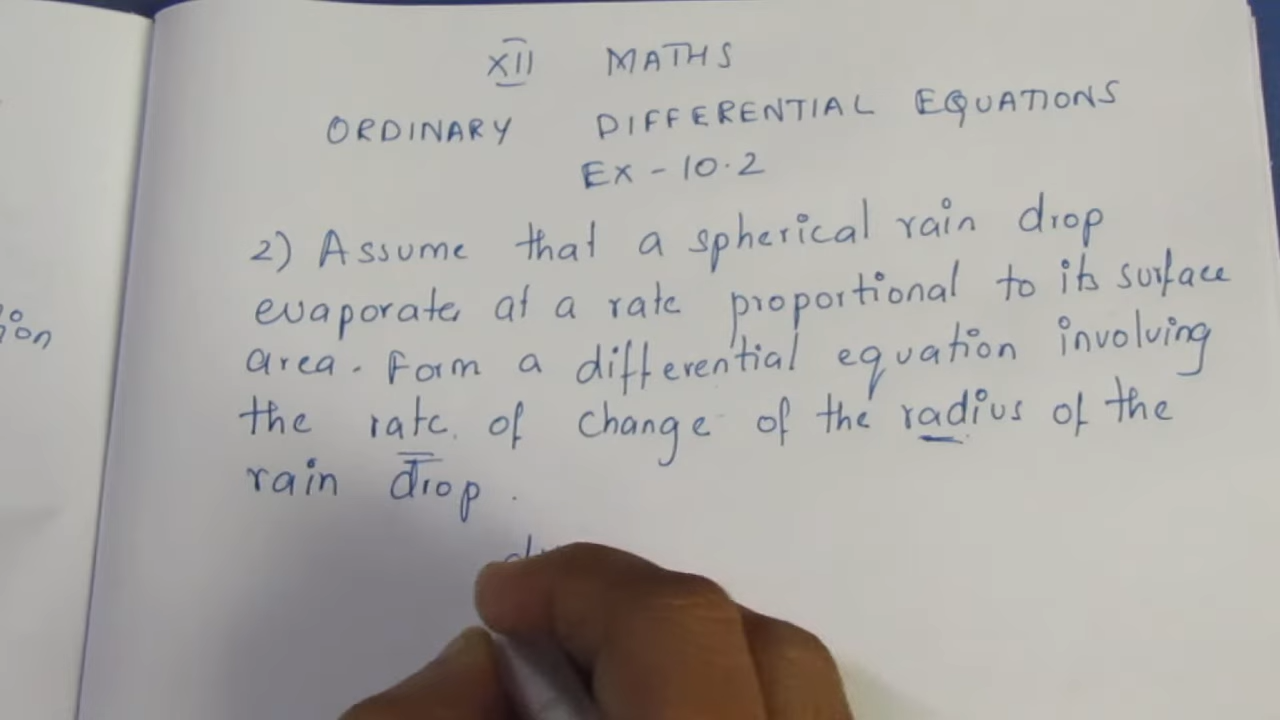 XII MATHS
ORDINARY DIFFERENTIAL EQUATIONS
EX - 10.2
2) Assume that a spherical rain drop
evaporates at a rate proportional to its surface
area. Form a differential equation involving
the rate of change of the radius of the
rain drop.